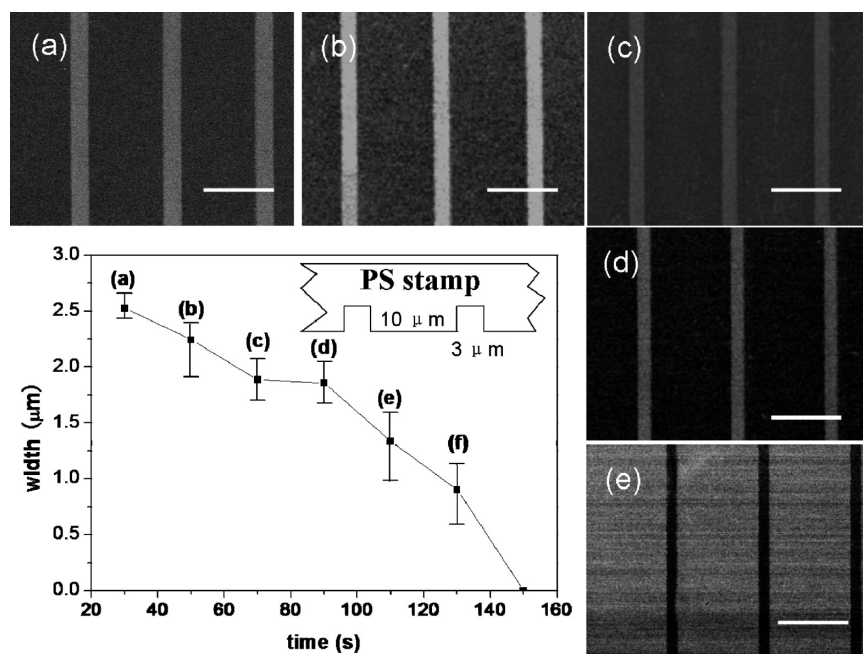 (a)
(b)
(c)
(d)
(e)
3.0
2.5
2.0
1.5
1.0
0.5
0.0
width (μm)
(a)
(b)
(c)
(d)
(e)
(f)
PS stamp
10 μm
3 μm
20 40 60 80 100 120 140 160
time (s)